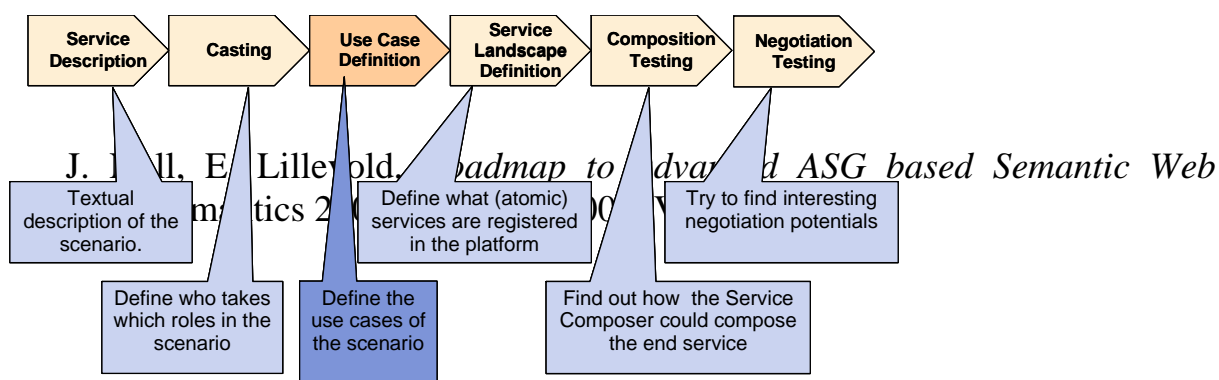 Service
Description
Casting
Use Case
Definition
Service
Landscape
Definition
Composition
Testing
Negotiation
Testing
J. ll, E Lillevold, to ASG based Semantic Web
Textual
description of the
scenario.
Define what (atomic)
services are registered
in the platform
Try to find interesting
negotiation potentials
Define who takes
which roles in the
scenario
Define the
use cases of
the scenario
Find out how the Service
Composer could compose
the end service